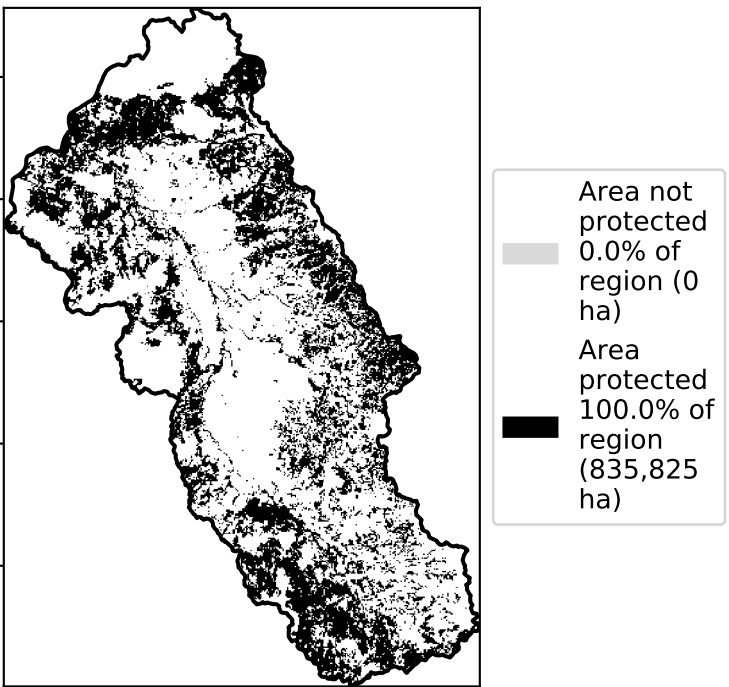 Area not
protected
0.0% of
region (0
ha)
Area
protected
100.0% of
region
(835,825
ha)